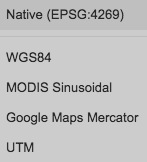 Native (EPSG:4269)
WGS84
MODIS Sinusoidal
Google Maps Mercator
UTM